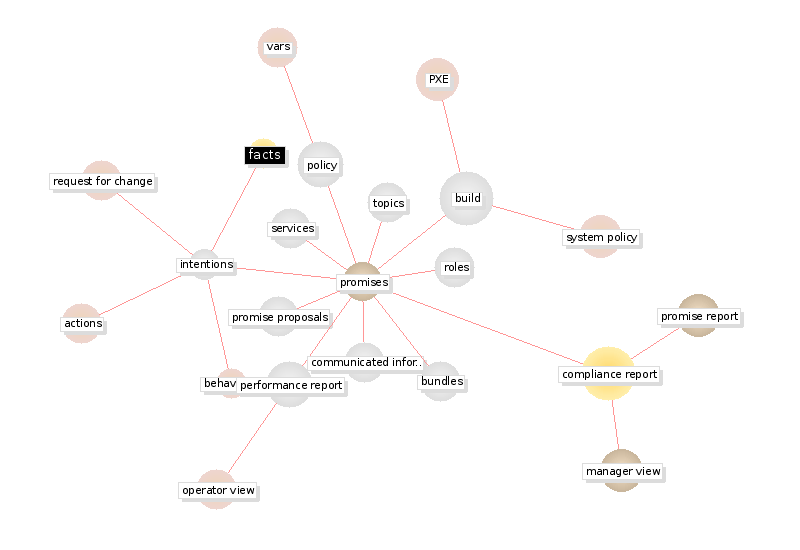 vars
PXE
facts
policy
request for change
build
topics
services
system policy
intentions
roles
promises
promise proposals
promise report
actions
communicated infor..
compliance report
behav
performance report
bundles
manager view
operator view